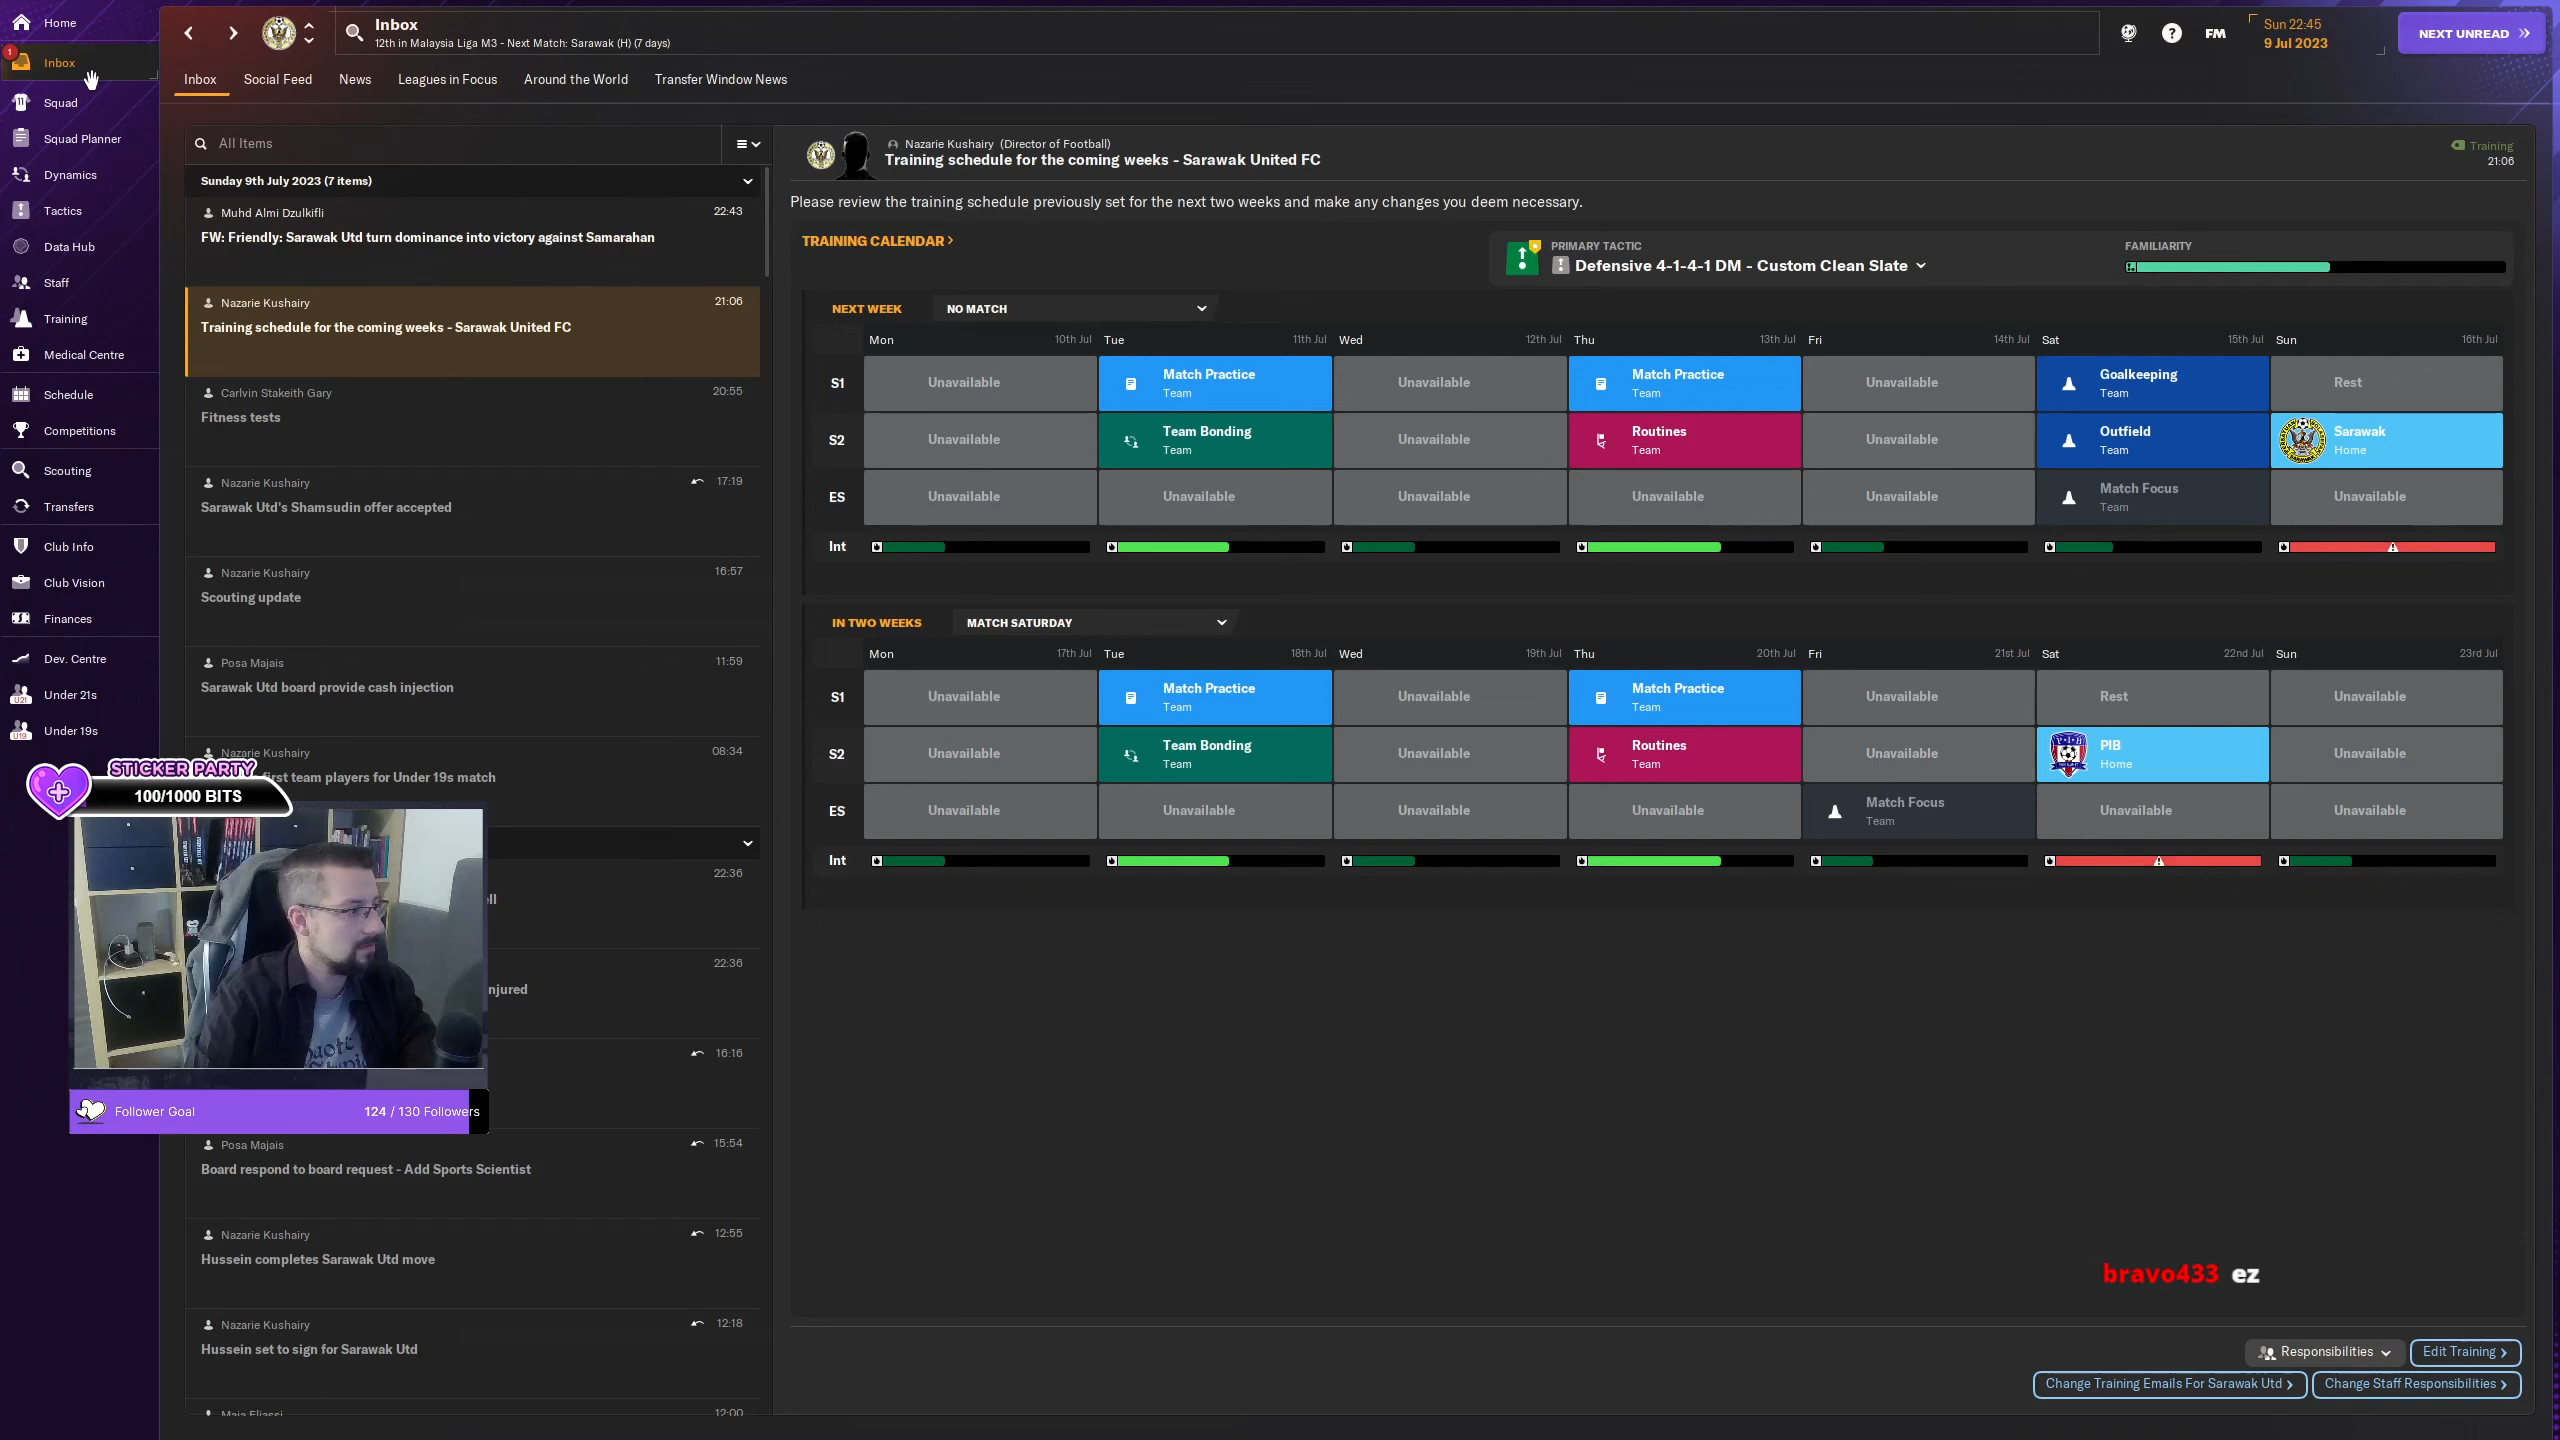 Home
1
Inbox
Squad
Squad Planner
Dynamics
Tactics
Data Hub
Staff
Training
Medical Centre
Schedule
Competitions
Scouting
Transfers
Club Info
Club Vision
Finances
Dev. Centre
U21
Under 21s
U19
Under 19s
Inbox
12th in Malaysia Liga M3 - Next Match: Sarawak (H) (7 days)
FM
Sun 22:45
9 Jul 2023
NEXT UNREAD
Inbox
Social Feed
News
Leagues in Focus
Around the World
Transfer Window News
All Items
Sunday 9th July 2023 (7 items)
Muhd Almi Dzulkifli 22:43
FW: Friendly: Sarawak Utd turn dominance into victory against Samarahan
Nazarie Kushairy 21:06
Training schedule for the coming weeks - Sarawak United FC
Carlvin Stakeith Gary 20:55
Fitness tests
Nazarie Kushairy 17:19
Sarawak Utd's Shamsudin offer accepted
Nazarie Kushairy 16:57
Scouting update
Posa Majais 11:59
Sarawak Utd board provide cash injection
Nazarie Kushairy 08:34
first team players for Under 19s match
STICKER PARTY
100/1000 BITS
22:36
ell
22:36
njured
16:16
Follower Goal 124 / 130 Followers
Posa Majais 15:54
Board respond to board request - Add Sports Scientist
Nazarie Kushairy 12:55
Hussein completes Sarawak Utd move
Nazarie Kushairy 12:18
Hussein set to sign for Sarawak Utd
12:00
Nazarie Kushairy (Director of Football)
Training schedule for the coming weeks - Sarawak United FC
Training
21:06
Please review the training schedule previously set for the next two weeks and make any changes you deem necessary.
TRAINING CALENDAR
PRIMARY TACTIC
Defensive 4-1-4-1 DM - Custom Clean Slate
FAMILIARITY
NEXT WEEK NO MATCH
Mon 10th Jul Tue 11th Jul Wed 12th Jul Thu 13th Jul Fri 14th Jul Sat 15th Jul Sun 16th Jul
S1 Unavailable Match Practice Team Unavailable Match Practice Team Unavailable Goalkeeping Team Rest
S2 Unavailable Team Bonding Team Unavailable Routines Team Unavailable Outfield Team Sarawak Home
ES Unavailable Unavailable Unavailable Unavailable Unavailable Match Focus Team Unavailable
Int
IN TWO WEEKS MATCH SATURDAY
Mon 17th Jul Tue 18th Jul Wed 19th Jul Thu 20th Jul Fri 21st Jul Sat 22nd Jul Sun 23rd Jul
S1 Unavailable Match Practice Team Unavailable Match Practice Team Unavailable Rest Unavailable
S2 Unavailable Team Bonding Team Unavailable Routines Team Unavailable PIB Home Unavailable
ES Unavailable Unavailable Unavailable Unavailable Match Focus Team Unavailable Unavailable
Int
bravo433 ez
Responsibilities
Edit Training
Change Training Emails For Sarawak Utd
Change Staff Responsibilities